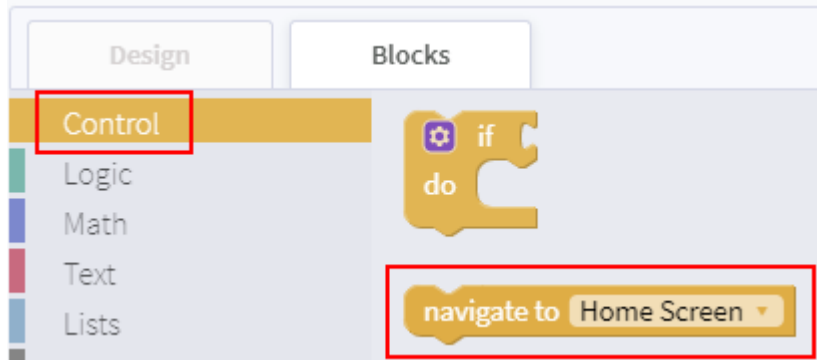 Design
Blocks
Control
Logic
Math
Text
Lists
if
do
navigate to Home Screen